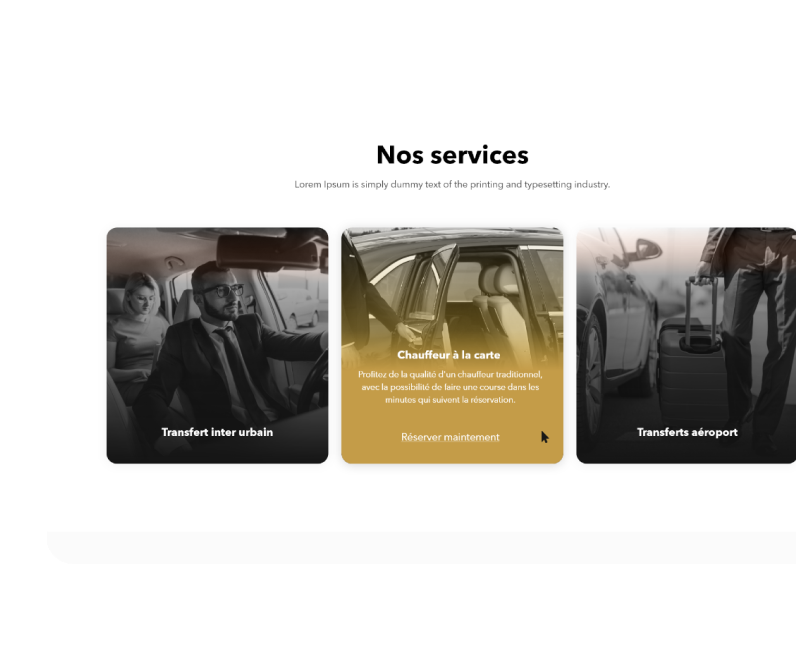 Nos services
Lorem Ipsum is simply dummy text of the printing and typesetting industry.
Transfert inter urbain
Chauffeur à la carte
Profitez de la qualité d'un chauffeur traditionnel,
avec la possibilité de faire une course dans les
minutes qui suivent la réservation.
Réserver maintement
Transferts aéroport